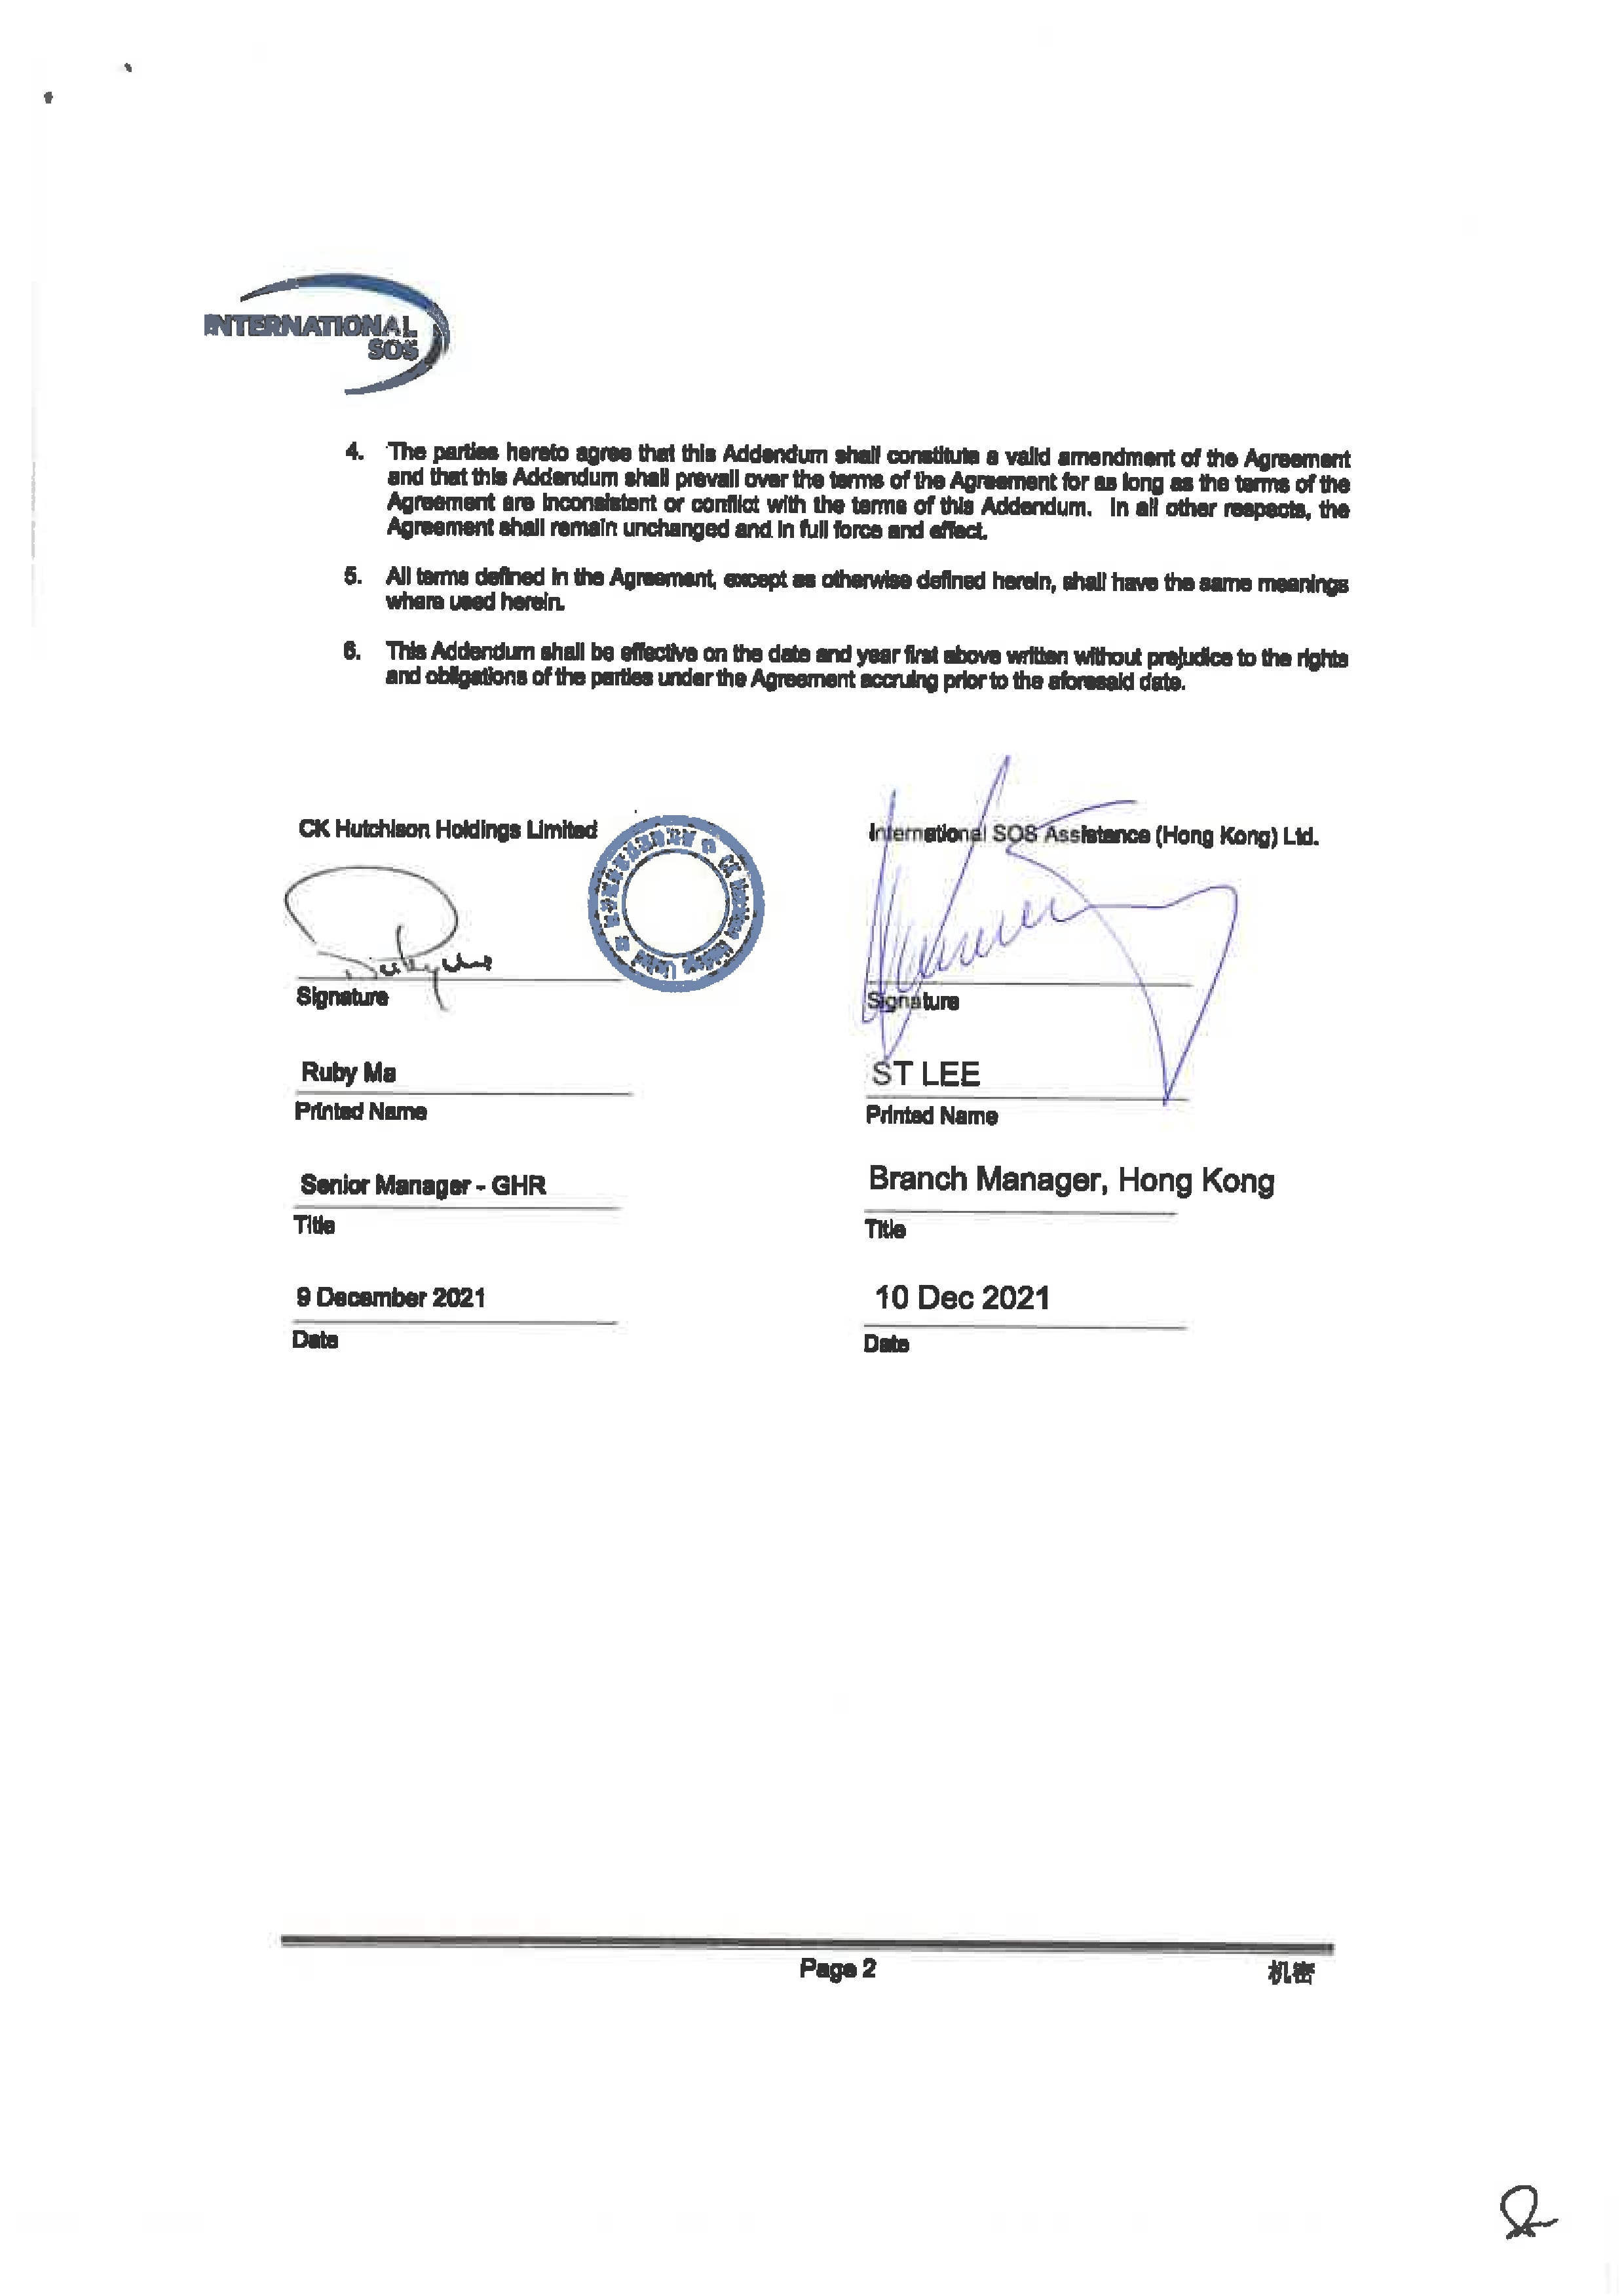 INTERNATIONAL
SOS
4. The parties hereto agree that this Addendum shall constitute a valid amendment of the Agreement
and that this Addendum shall prevail over the terms of the Agreement for as long as the terms of the
Agreement are inconsistent or conflict with the terms of this Addendum. In all other respects, the
Agreement shall remain unchanged and in full force and effect.
5. All terms defined in the Agreement, except as otherwise defined herein, shall have the same meanings
where used herein.
6. This Addendum shall be effective on the date and year first above written without prejudice to the rights
and obligations of the parties under the Agreement accruing prior to the aforesaid date.
CK Hutchison Holdings Limited
International SOS Assistance (Hong Kong) Ltd.
CK Hutchison Holdings Limited
Signature
Signature
Ruby Ma
ST LEE
Printed Name
Printed Name
Senior Manager - GHR
Branch Manager, Hong Kong
Title
Title
9 December 2021
10 Dec 2021
Date
Date
Page 2
机密